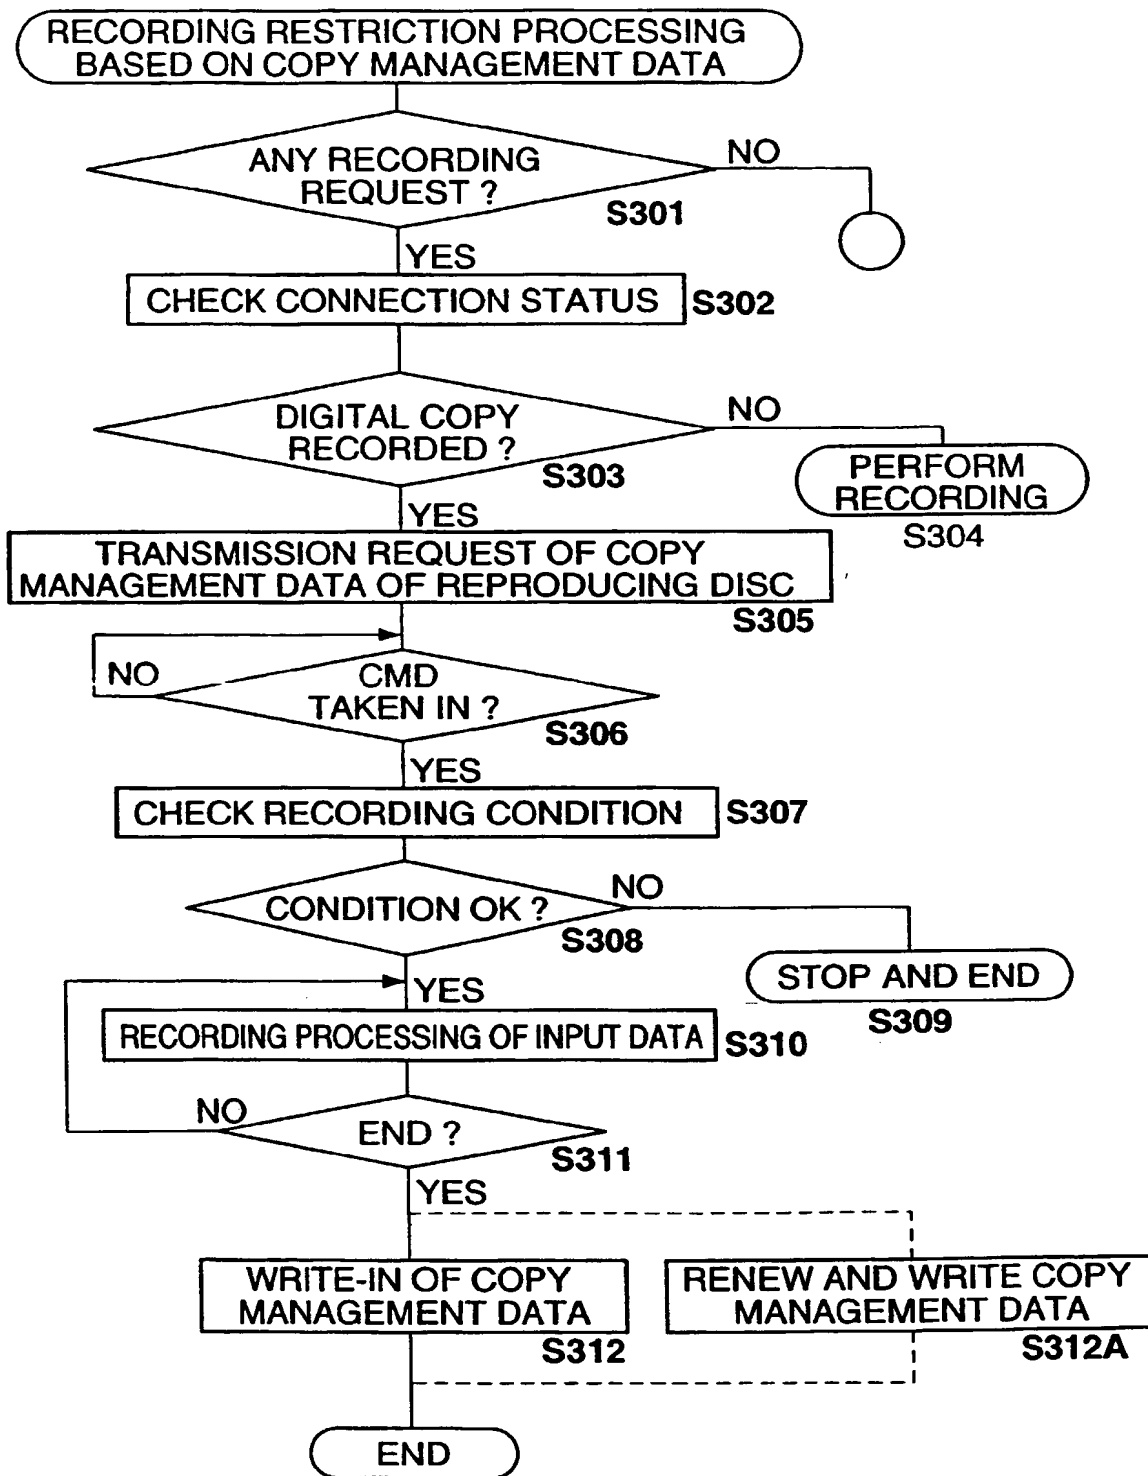 RECORDING RESTRICTION PROCESSING
BASED ON COPY MANAGEMENT DATA
ANY RECORDING
REQUEST ?
S301
NO
YES
CHECK CONNECTION STATUS
S302
DIGITAL COPY
RECORDED ?
S303
NO
PERFORM
RECORDING
S304
YES
TRANSMISSION REQUEST OF COPY
MANAGEMENT DATA OF REPRODUCING DISC
S305
NO
CMD
TAKEN IN ?
S306
YES
CHECK RECORDING CONDITION
S307
CONDITION OK ?
S308
NO
STOP AND END
S309
YES
RECORDING PROCESSING OF INPUT DATA
S310
NO
END ?
S311
YES
WRITE-IN OF COPY
MANAGEMENT DATA
S312
RENEW AND WRITE COPY
MANAGEMENT DATA
S312A
END